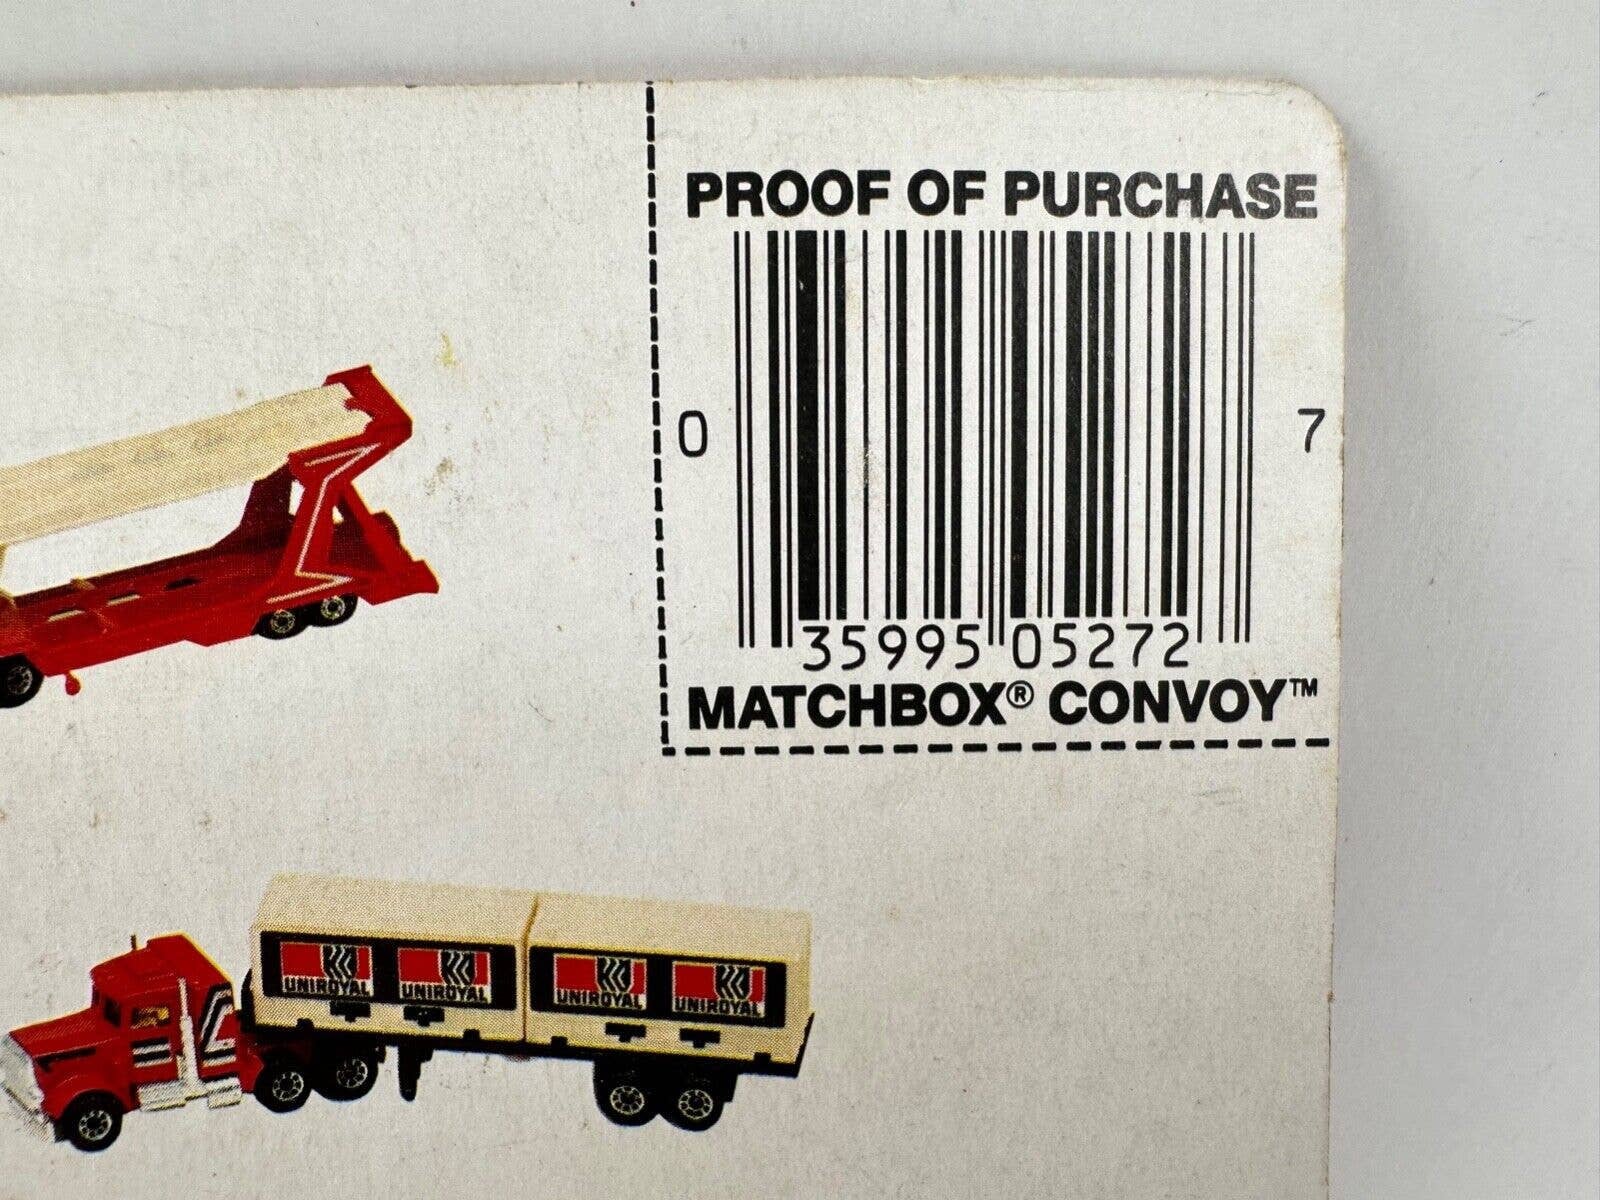 PROOF OF PURCHASE
0 35995 05272 7
MATCHBOX® CONVOY™
UNIROYAL UNIROYAL UNIROYAL UNIROYAL